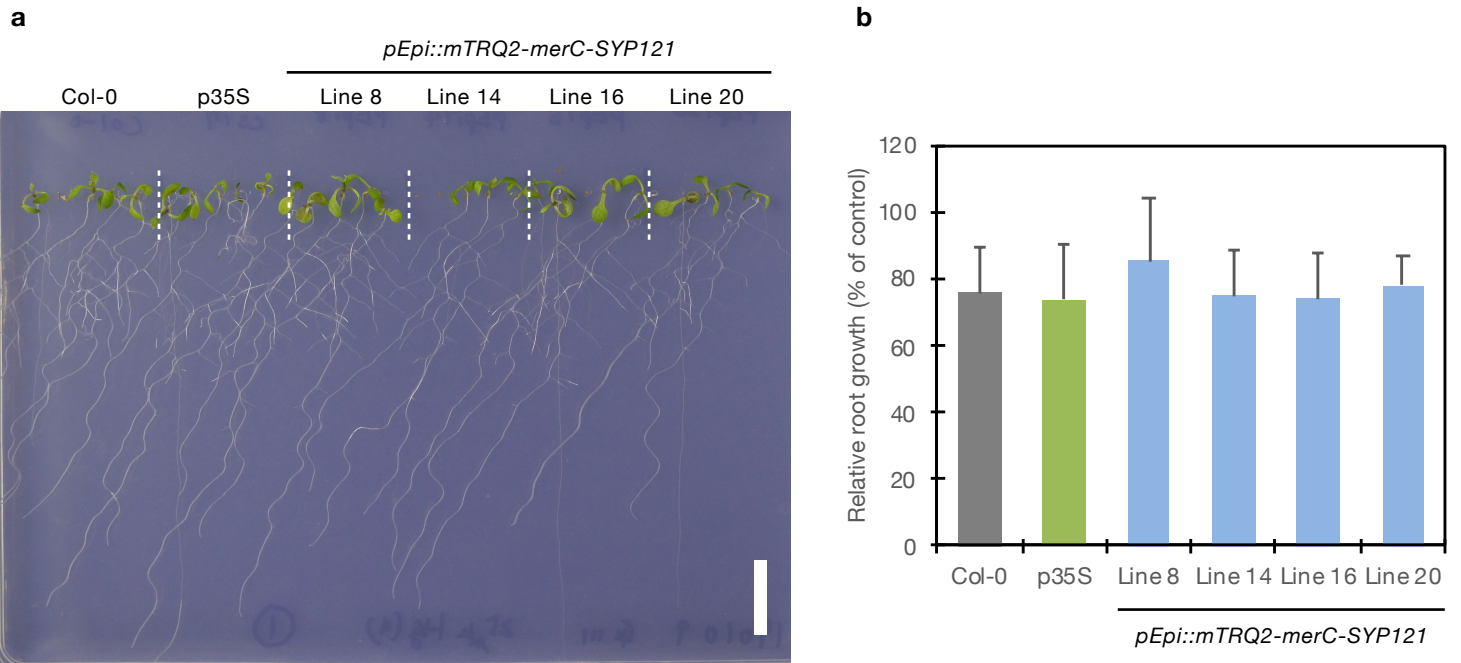 a
pEpi::mTRQ2-merC-SYP121
Col-0 p35S Line 8 Line 14 Line 16 Line 20
b
Relative root growth (% of control)
120
100
80
60
40
20
0
Col-0 p35S Line 8 Line 14 Line 16 Line 20
pEpi::mTRQ2-merC-SYP121